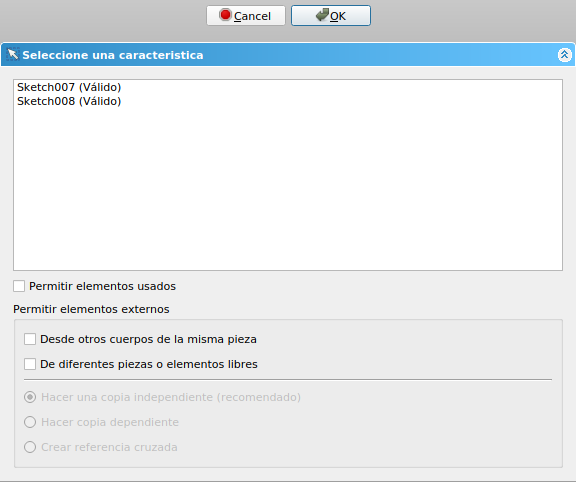 Cancel
OK
Seleccione una caracteristica
Sketch007 (Válido)
Sketch008 (Válido)
Permitir elementos usados
Permitir elementos externos
Desde otros cuerpos de la misma pieza
De diferentes piezas o elementos libres
Hacer una copia independiente (recomendado)
Hacer copia dependiente
Crear referencia cruzada